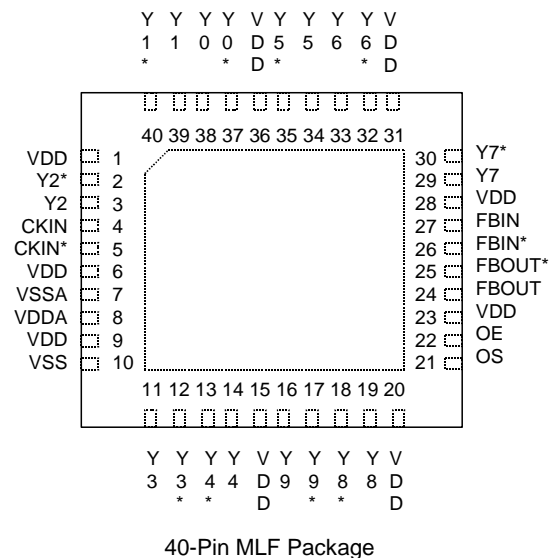 Y1*
Y1
Y0
Y0*
VDD
Y5*
Y5
Y6
Y6*
VDD
40 39 38 37 36 35 34 33 32 31
VDD 1
Y2* 2
Y2 3
CKIN 4
CKIN* 5
VDD 6
VSSA 7
VDDA 8
VDD 9
VSS 10
30 Y7*
29 Y7
28 VDD
27 FBIN
26 FBIN*
25 FBOUT*
24 FBOUT
23 VDD
22 OE
21 OS
11 12 13 14 15 16 17 18 19 20
Y3
Y3*
Y4*
Y4
VDD
Y9
Y9*
Y8*
Y8
VDD
40-Pin MLF Package